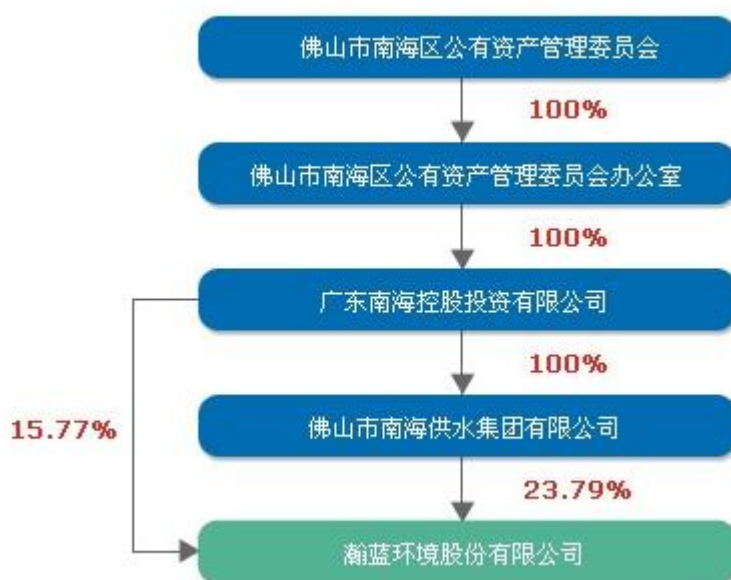 佛山市南海区公有资产管理委员会
100%
佛山市南海区公有资产管理委员会办公室
100%
广东南海控股投资有限公司
100%
佛山市南海供水集团有限公司
15.77%
23.79%
瀚蓝环境股份有限公司